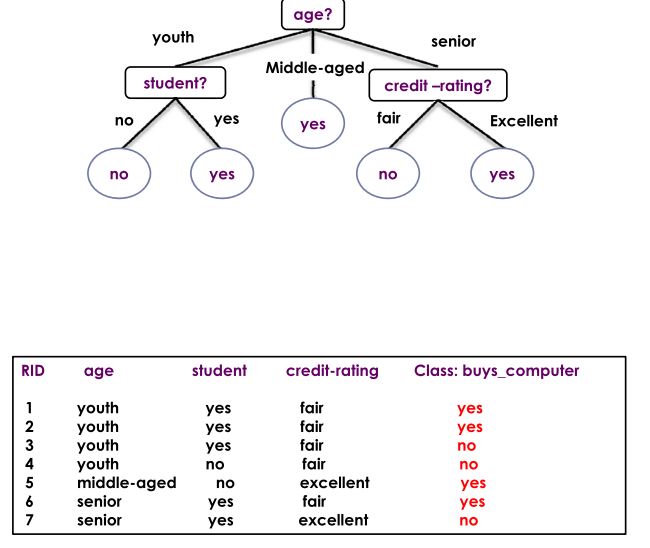 age?
youth
senior
Middle-aged
student?
credit –rating?
no
yes
yes
fair
Excellent
no
yes
no
yes
RID age student credit-rating Class: buys_computer
1 youth yes fair yes
2 youth yes fair yes
3 youth yes fair no
4 youth no fair no
5 middle-aged no excellent yes
6 senior yes fair yes
7 senior yes excellent no